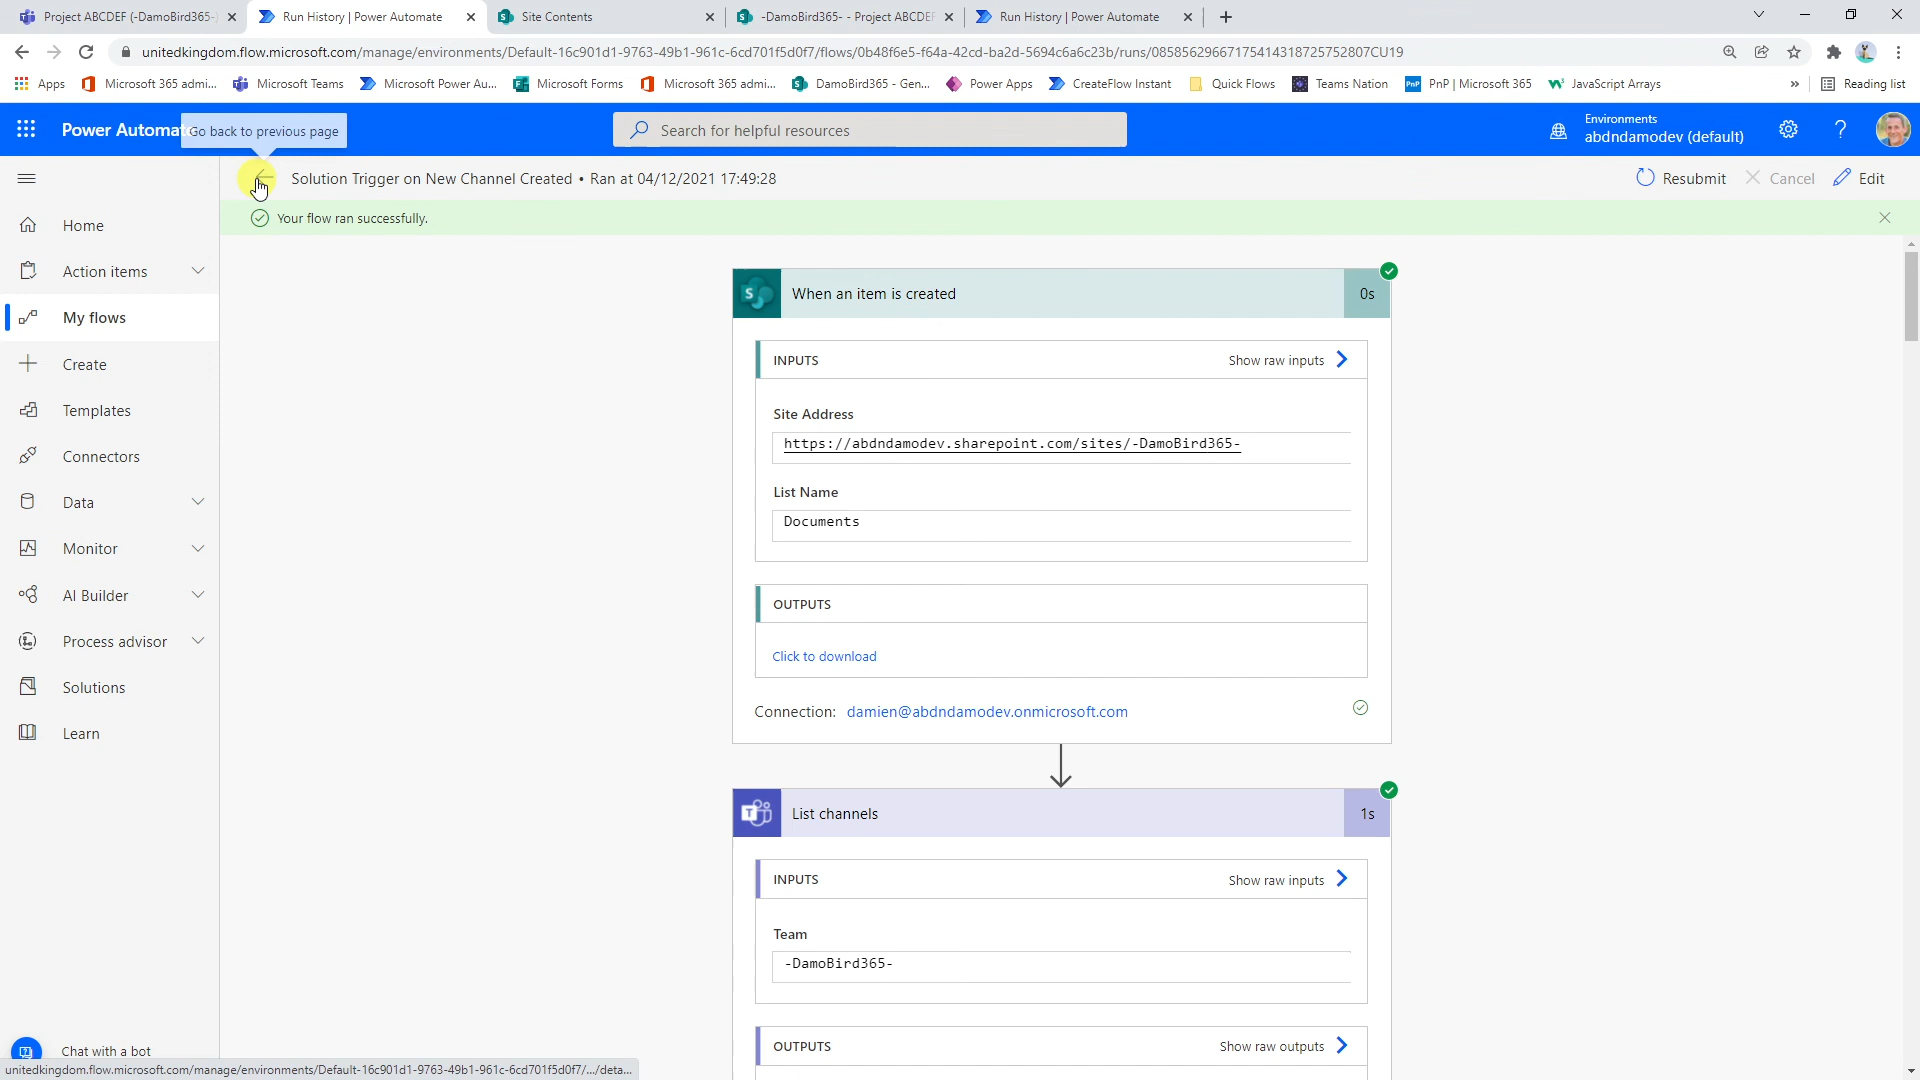 Project ABCDEF (-DamoBird365-
Run History | Power Automate
Site Contents
-DamoBird365- - Project ABCDEF
Run History | Power Automate
unitedkingdom.flow.microsoft.com/manage/environments/Default-16c901d1-9763-49b1-961c-6cd701f5d0f7/flows/0b48f6e5-f64a-42cd-ba2d-5694c6a6c23b/runs/08585629667175414318725752807CU19
Apps
Microsoft 365 admi...
Microsoft Teams
Microsoft Power Au...
Microsoft Forms
Microsoft 365 admi...
DamoBird365 - Gen...
Power Apps
CreateFlow Instant
Quick Flows
Teams Nation
PnP | Microsoft 365
JavaScript Arrays
»
Reading list
Power Automat
Go back to previous page
Search for helpful resources
Environments
abdndamodev (default)
Solution Trigger on New Channel Created • Ran at 04/12/2021 17:49:28
Resubmit
Cancel
Edit
Your flow ran successfully.
Home
Action items
My flows
Create
Templates
Connectors
Data
Monitor
AI Builder
Process advisor
Solutions
Learn
Chat with a bot
When an item is created
0s
INPUTS
Show raw inputs
Site Address
https://abdndamodev.sharepoint.com/sites/-DamoBird365-
List Name
Documents
OUTPUTS
Click to download
Connection: damien@abdndamodev.onmicrosoft.com
List channels
1s
INPUTS
Show raw inputs
Team
-DamoBird365-
OUTPUTS
Show raw outputs
unitedkingdom.flow.microsoft.com/manage/environments/Default-16c901d1-9763-49b1-961c-6cd701f5d0f7/.../deta...